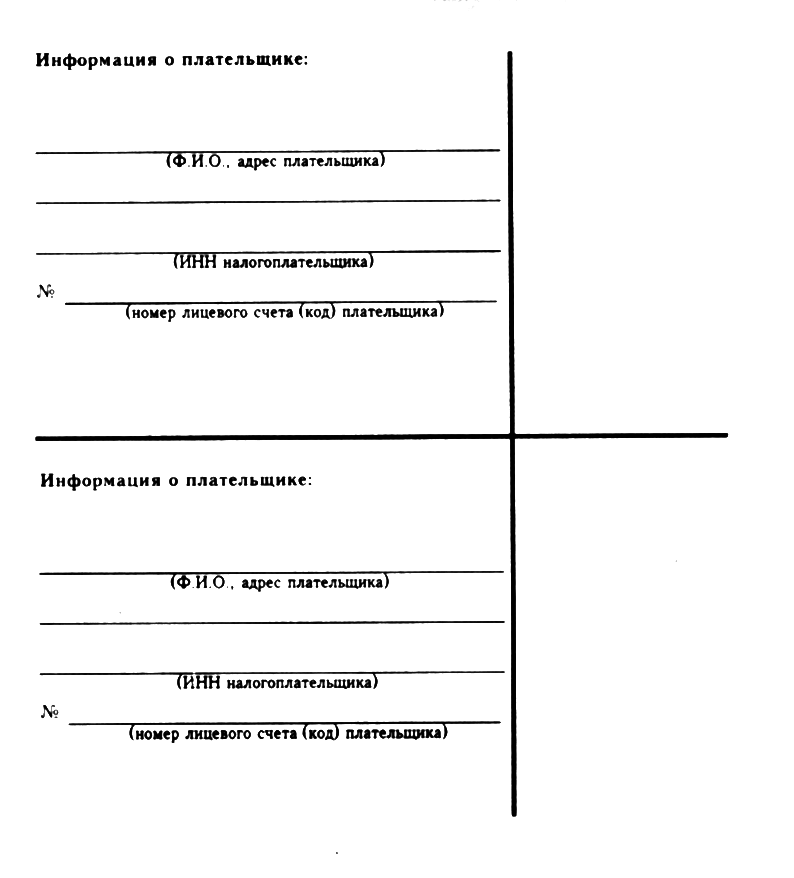 Информация о плательщике:
(Ф.И.О., адрес плательщика)
(ИНН налогоплательщика)
№
(номер лицевого счета (код) плательщика)
Информация о плательщике:
(Ф.И.О., адрес плательщика)
(ИНН налогоплательщика)
№
(номер лицевого счета (код) плательщика)